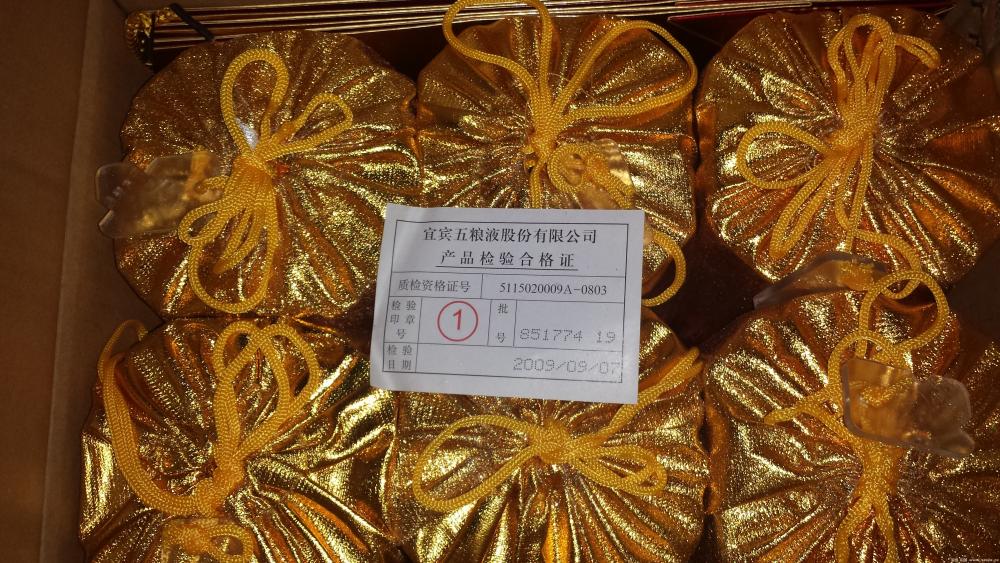 宜宾五粮液股份有限公司
产品检验合格证
质检资格证号 5115020009A-0803
检验印章号 1 批号 851774 19
检验日期 2009/09/07